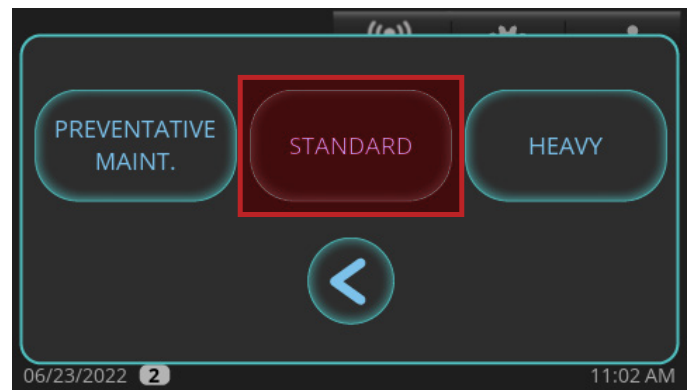 PREVENTATIVE
MAINT.
STANDARD
HEAVY
06/23/2022 2
11:02 AM